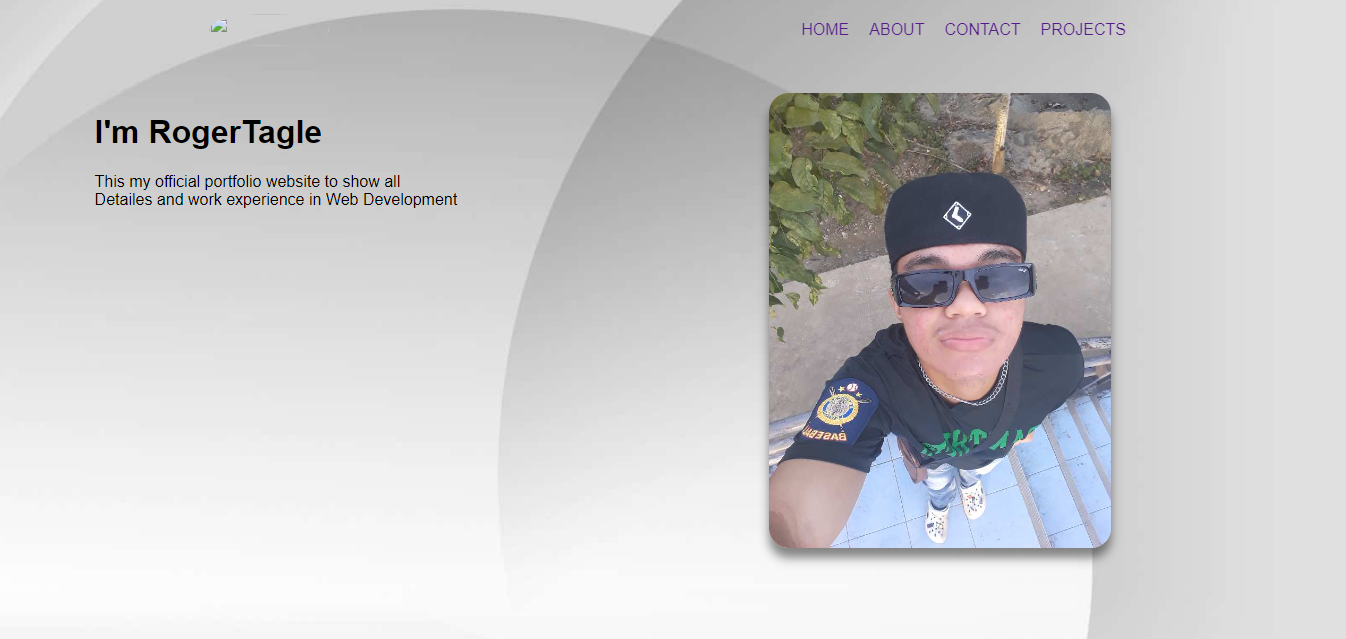 HOME ABOUT CONTACT PROJECTS
I'm RogerTagle
This my official portfolio website to show all
Detailes and work experience in Web Development